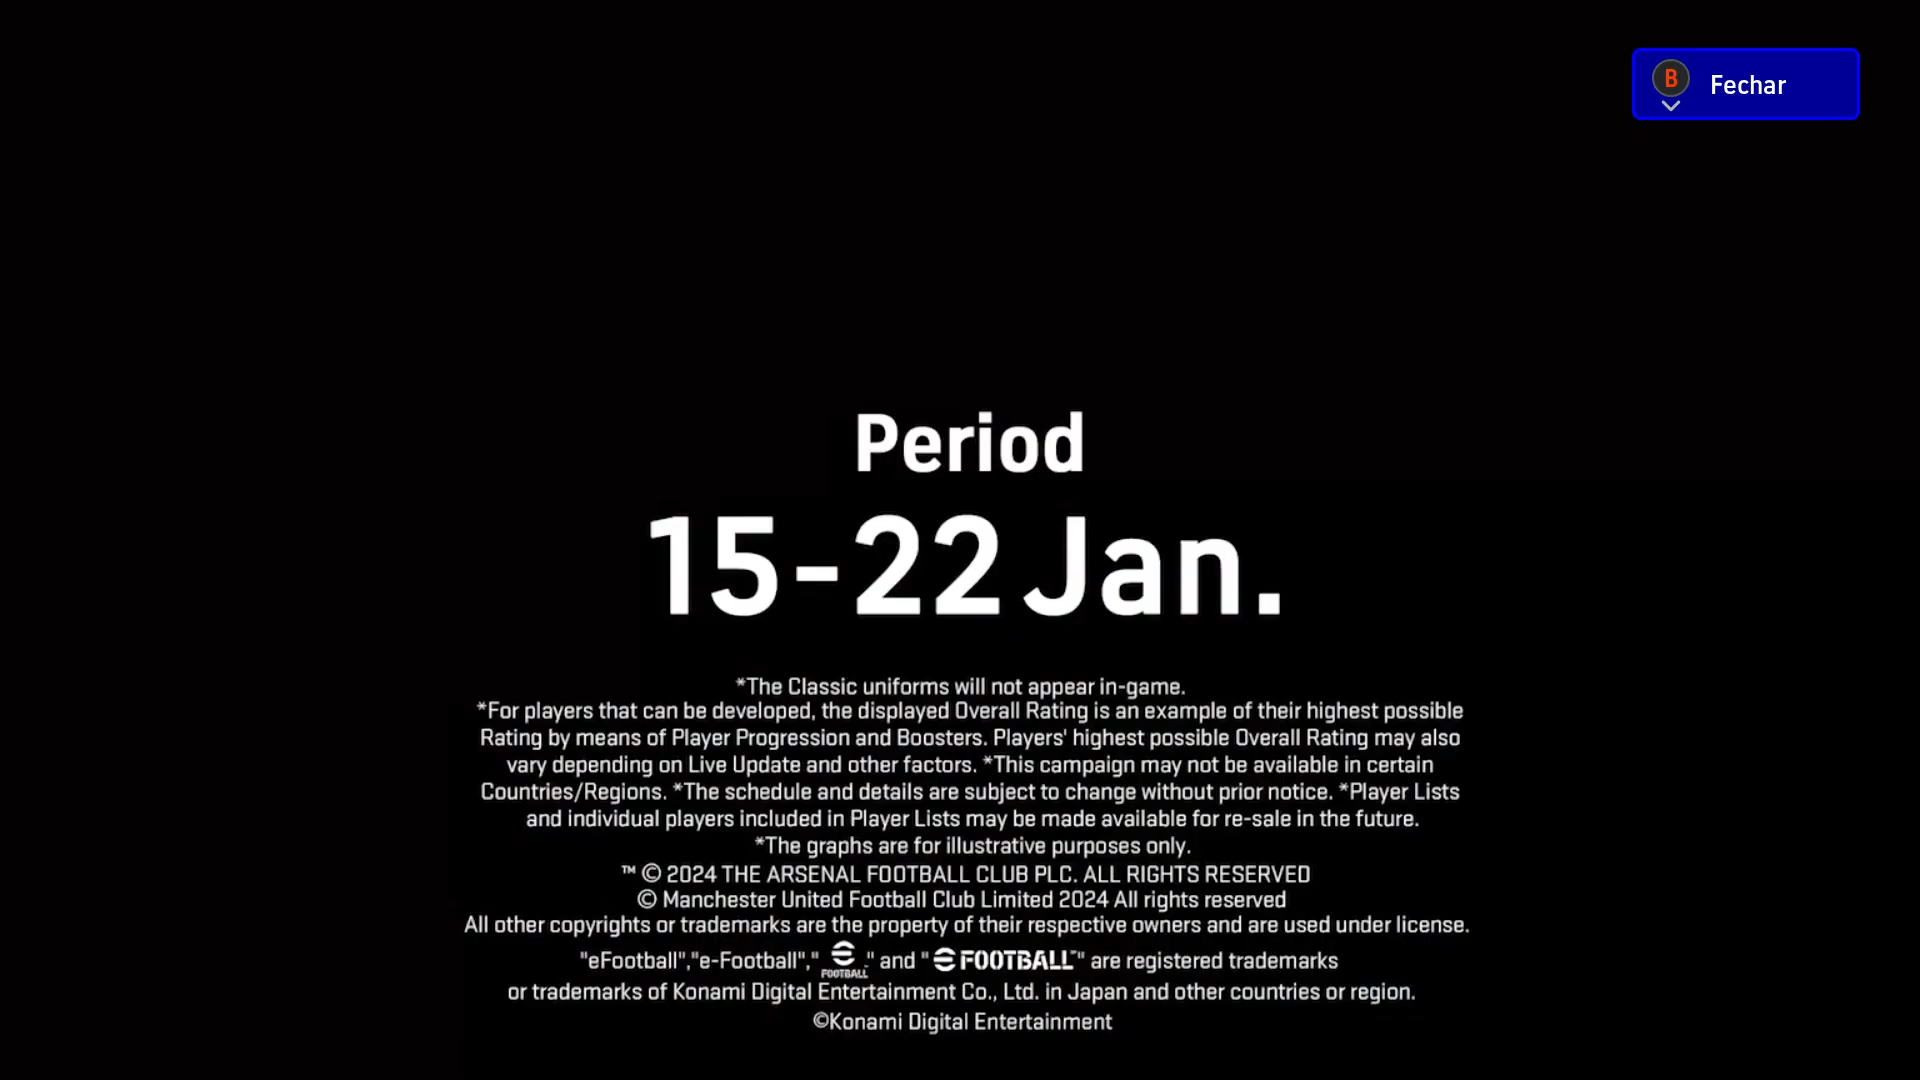 B Fechar
Period
15-22 Jan.
*The Classic uniforms will not appear in-game.
*For players that can be developed, the displayed Overall Rating is an example of their highest possible
Rating by means of Player Progression and Boosters. Players' highest possible Overall Rating may also
vary depending on Live Update and other factors. *This campaign may not be available in certain
Countries/Regions. *The schedule and details are subject to change without prior notice. *Player Lists
and individual players included in Player Lists may be made available for re-sale in the future.
*The graphs are for illustrative purposes only.
™ © 2024 THE ARSENAL FOOTBALL CLUB PLC. ALL RIGHTS RESERVED
© Manchester United Football Club Limited 2024 All rights reserved
All other copyrights or trademarks are the property of their respective owners and are used under license.
"eFootball","e-Football"," FOOTBALL" and "FOOTBALL™" are registered trademarks
or trademarks of Konami Digital Entertainment Co., Ltd. in Japan and other countries or region.
©Konami Digital Entertainment